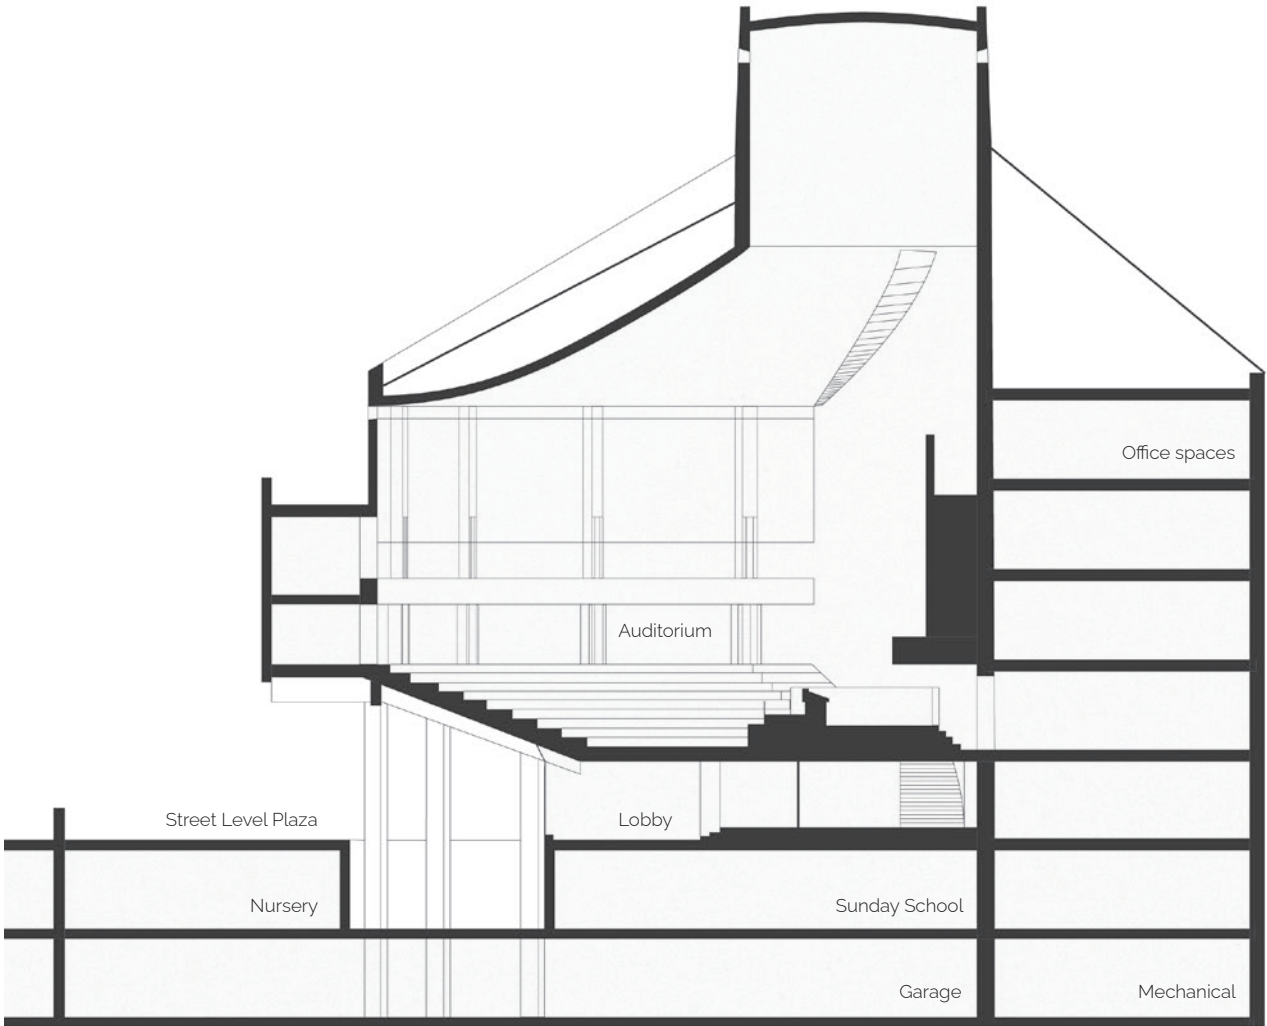 Office spaces
Auditorium
Street Level Plaza
Lobby
Nursery
Sunday School
Garage
Mechanical